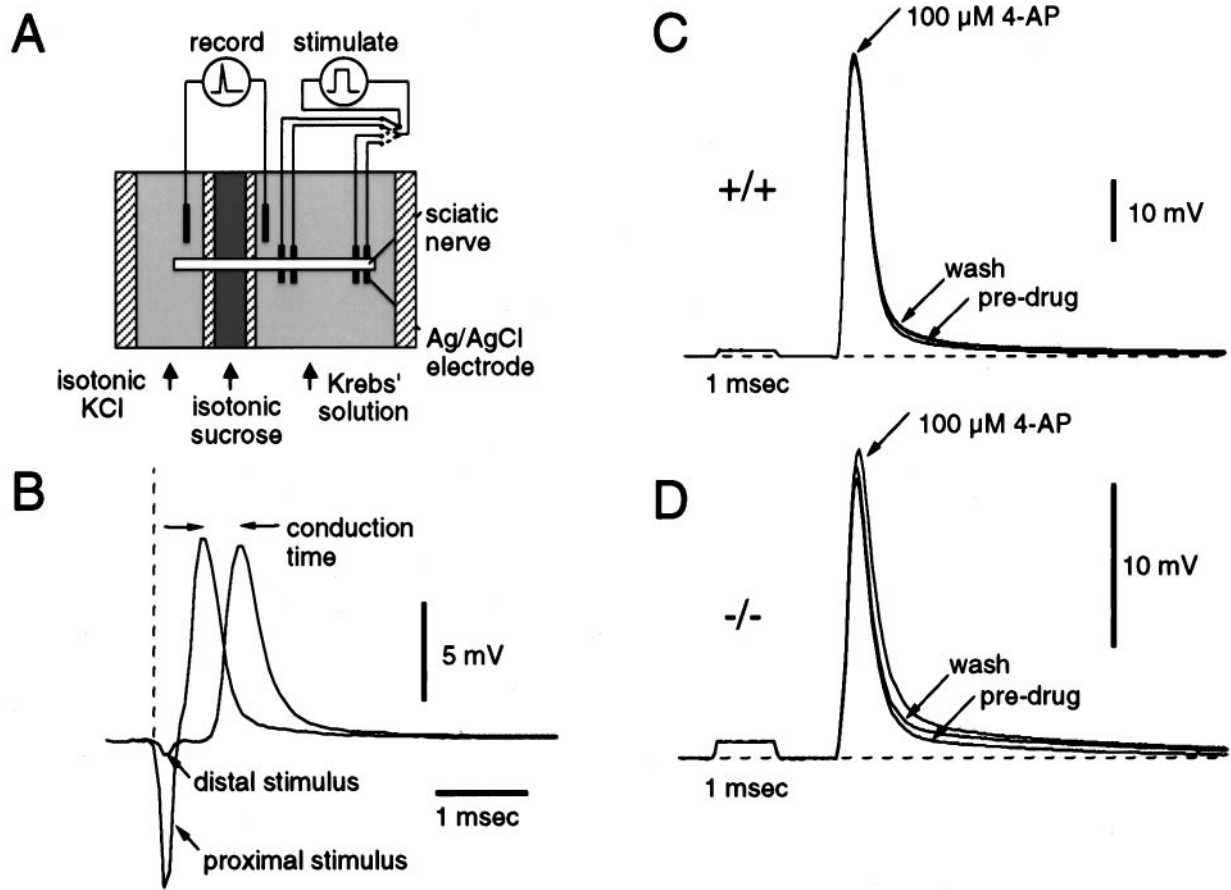 A
record
stimulate
sciatic
nerve
Ag/AgCl
electrode
isotonic
KCl
isotonic
sucrose
Krebs'
solution
B
conduction
time
5 mV
distal stimulus
1 msec
proximal stimulus
C
100 µM 4-AP
+/+
10 mV
wash
pre-drug
1 msec
D
100 µM 4-AP
-/-
10 mV
wash
pre-drug
1 msec